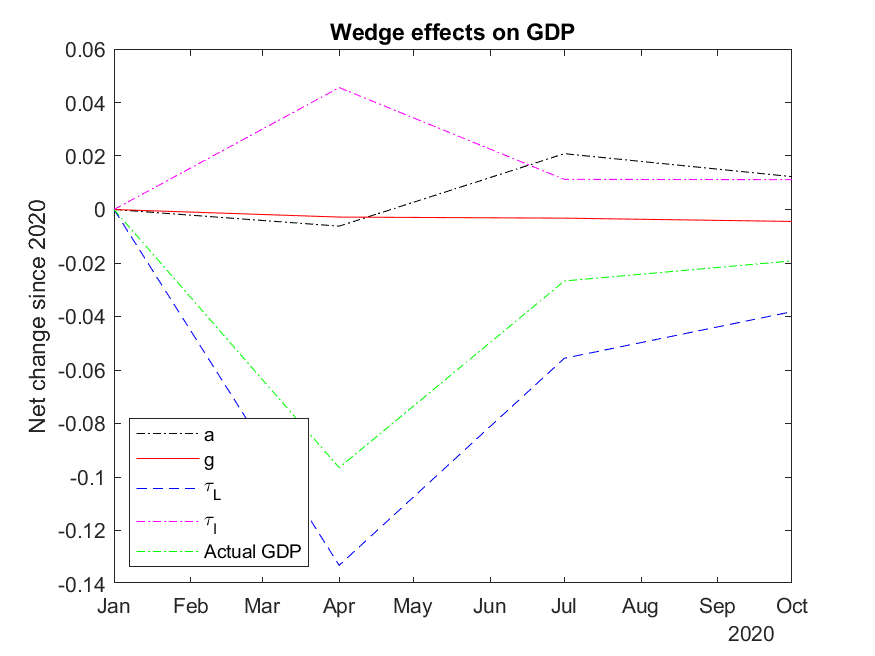 Wedge effects on GDP
Net change since 2020
0.06
0.04
0.02
0
-0.02
-0.04
-0.06
-0.08
-0.1
-0.12
-0.14
a
g
τL
τI
Actual GDP
Jan Feb Mar Apr May Jun Jul Aug Sep Oct
2020